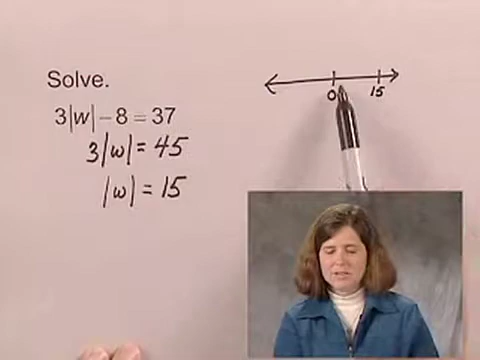 Solve.
3|w| – 8 = 37
3|w| = 45
|w| = 15
0 15